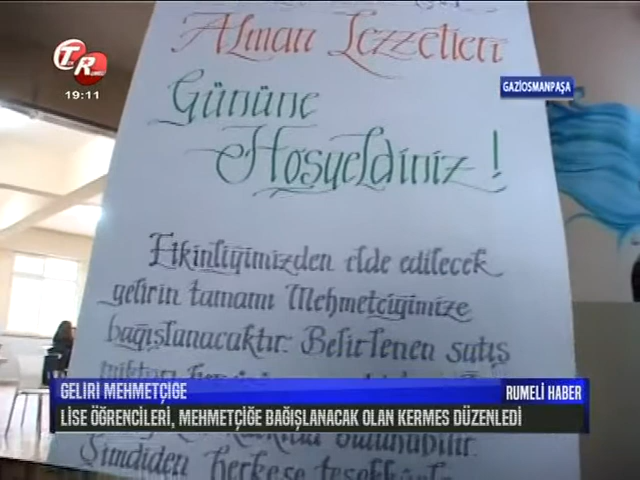 Alman Lezzetleri
Gününe
Hoşgeldiniz!
Etkinliğimizden elde edilecek
gelirin tamamı Mehmetçiğimize
bağışlanacaktır. Belirlenen satış
Şimdiden herkese teşekkür
TR
19:11
GAZİOSMANPAŞA
GELİRİ MEHMETÇİĞE
RUMELİ HABER
LİSE ÖĞRENCİLERİ, MEHMETÇİĞE BAĞIŞLANACAK OLAN KERMES DÜZENLEDİ